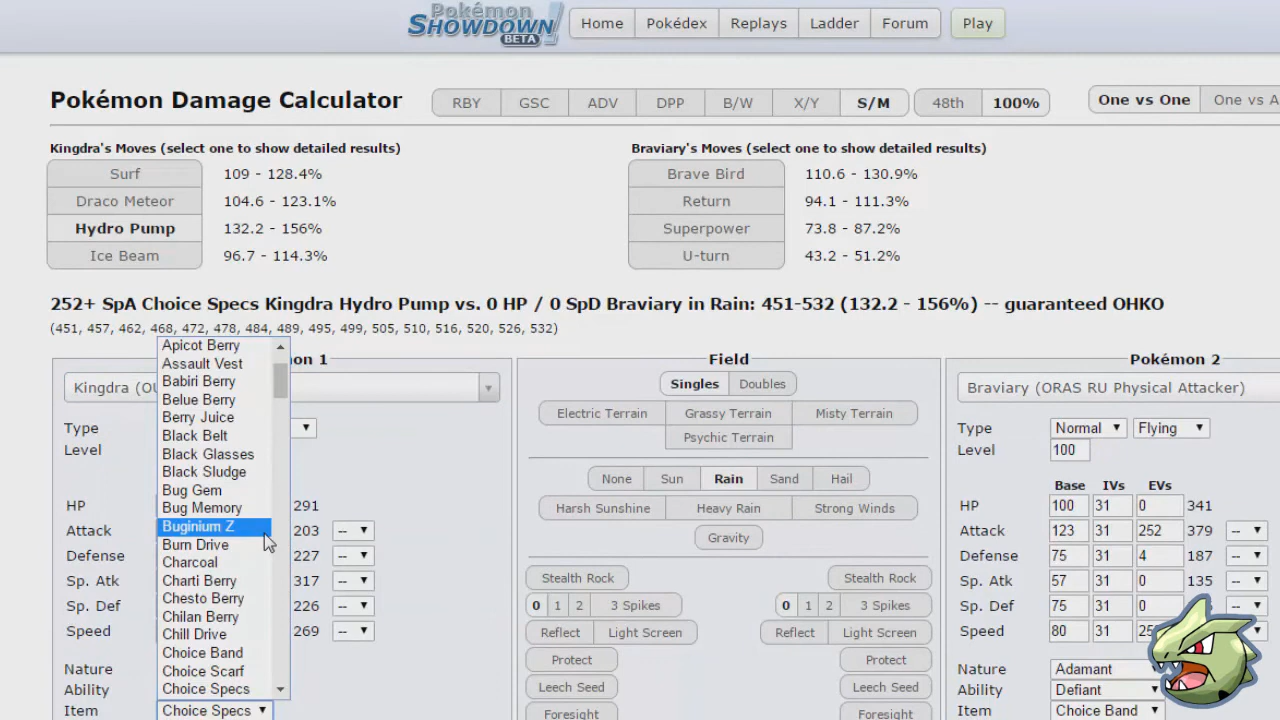 Pokémon
SHOWDOWN!
BETA
Home Pokédex Replays Ladder Forum Play
Pokémon Damage Calculator RBY GSC ADV DPP B/W X/Y S/M 48th 100% One vs One One vs A
Kingdra's Moves (select one to show detailed results) Braviary's Moves (select one to show detailed results)
Surf 109 - 128.4% Brave Bird 110.6 - 130.9%
Draco Meteor 104.6 - 123.1% Return 94.1 - 111.3%
Hydro Pump 132.2 - 156% Superpower 73.8 - 87.2%
Ice Beam 96.7 - 114.3% U-turn 43.2 - 51.2%
252+ SpA Choice Specs Kingdra Hydro Pump vs. 0 HP / 0 SpD Braviary in Rain: 451-532 (132.2 - 156%) -- guaranteed OHKO
(451, 457, 462, 468, 472, 478, 484, 489, 495, 499, 505, 510, 516, 520, 526, 532)
on 1
Kingdra (OU
Type
Level
HP 291
Attack 203 --
Defense 227 --
Sp. Atk 317 --
Sp. Def 226 --
Speed 269 --
Nature
Ability
Item Choice Specs
Apicot Berry
Assault Vest
Babiri Berry
Belue Berry
Berry Juice
Black Belt
Black Glasses
Black Sludge
Bug Gem
Bug Memory
Buginium Z
Burn Drive
Charcoal
Charti Berry
Chesto Berry
Chilan Berry
Chill Drive
Choice Band
Choice Scarf
Choice Specs
Field
Singles Doubles
Electric Terrain Grassy Terrain Misty Terrain
Psychic Terrain
None Sun Rain Sand Hail
Harsh Sunshine Heavy Rain Strong Winds
Gravity
Stealth Rock Stealth Rock
0 1 2 3 Spikes 0 1 2 3 Spikes
Reflect Light Screen Reflect Light Screen
Protect Protect
Leech Seed Leech Seed
Foresight Foresight
Pokémon 2
Braviary (ORAS RU Physical Attacker)
Type Normal Flying
Level 100
Base IVs EVs
HP 100 31 0 341
Attack 123 31 252 379 --
Defense 75 31 4 187 --
Sp. Atk 57 31 0 135 --
Sp. Def 75 31 0
Speed 80 31 25
Nature Adamant
Ability Defiant
Item Choice Band